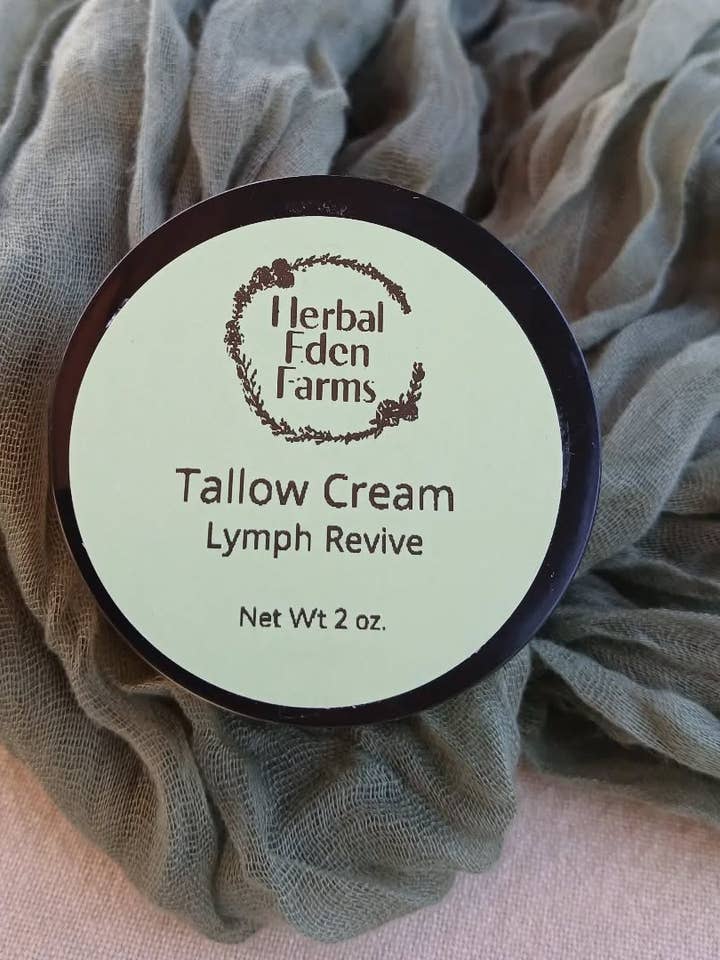 Herbal
Eden
Farms
Tallow Cream
Lymph Revive
Net Wt 2 oz.